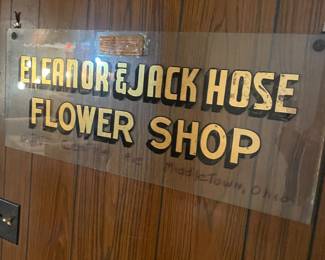 ELEANOR & JACK HOSE
FLOWER SHOP
Middletown, Ohio